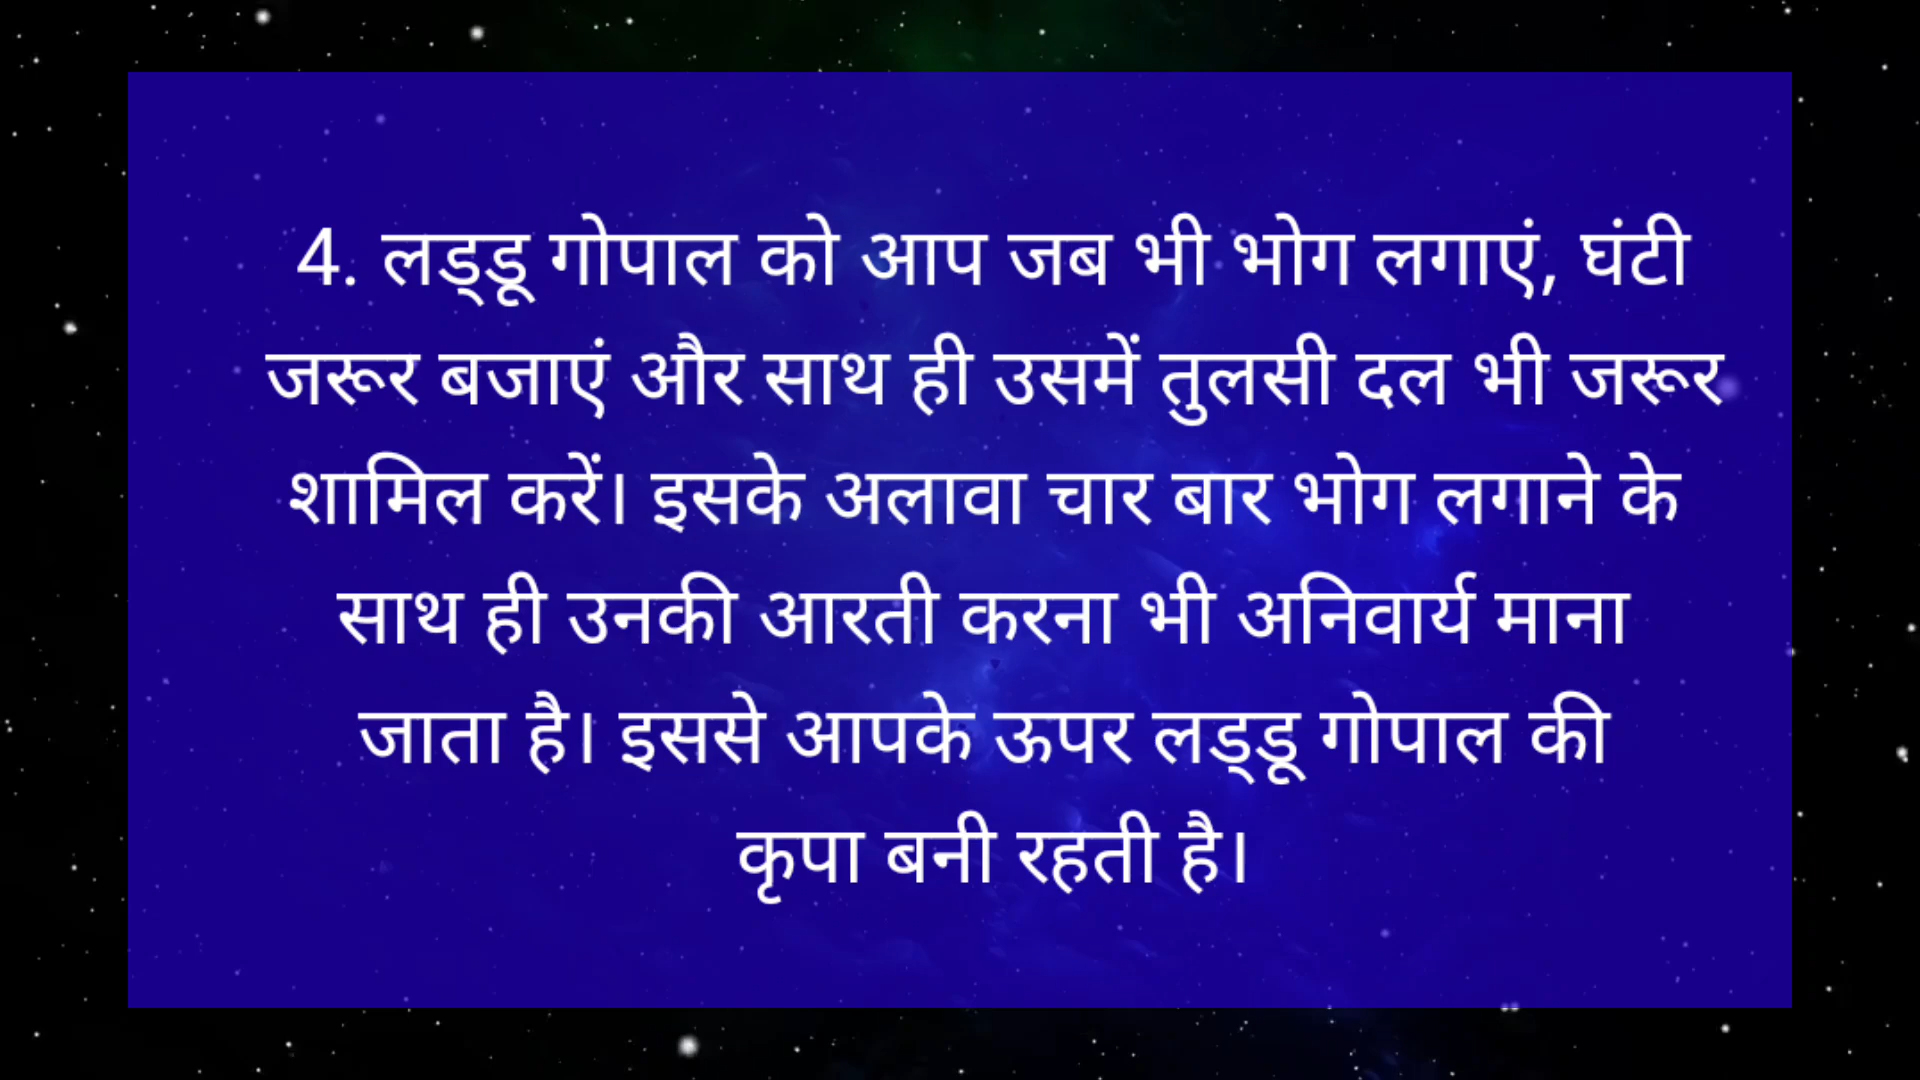 4. लड्डू गोपाल को आप जब भी भोग लगाएं, घंटी
जरूर बजाएं और साथ ही उसमें तुलसी दल भी जरूर
शामिल करें। इसके अलावा चार बार भोग लगाने के
साथ ही उनकी आरती करना भी अनिवार्य माना
जाता है। इससे आपके ऊपर लड्डू गोपाल की
कृपा बनी रहती है।